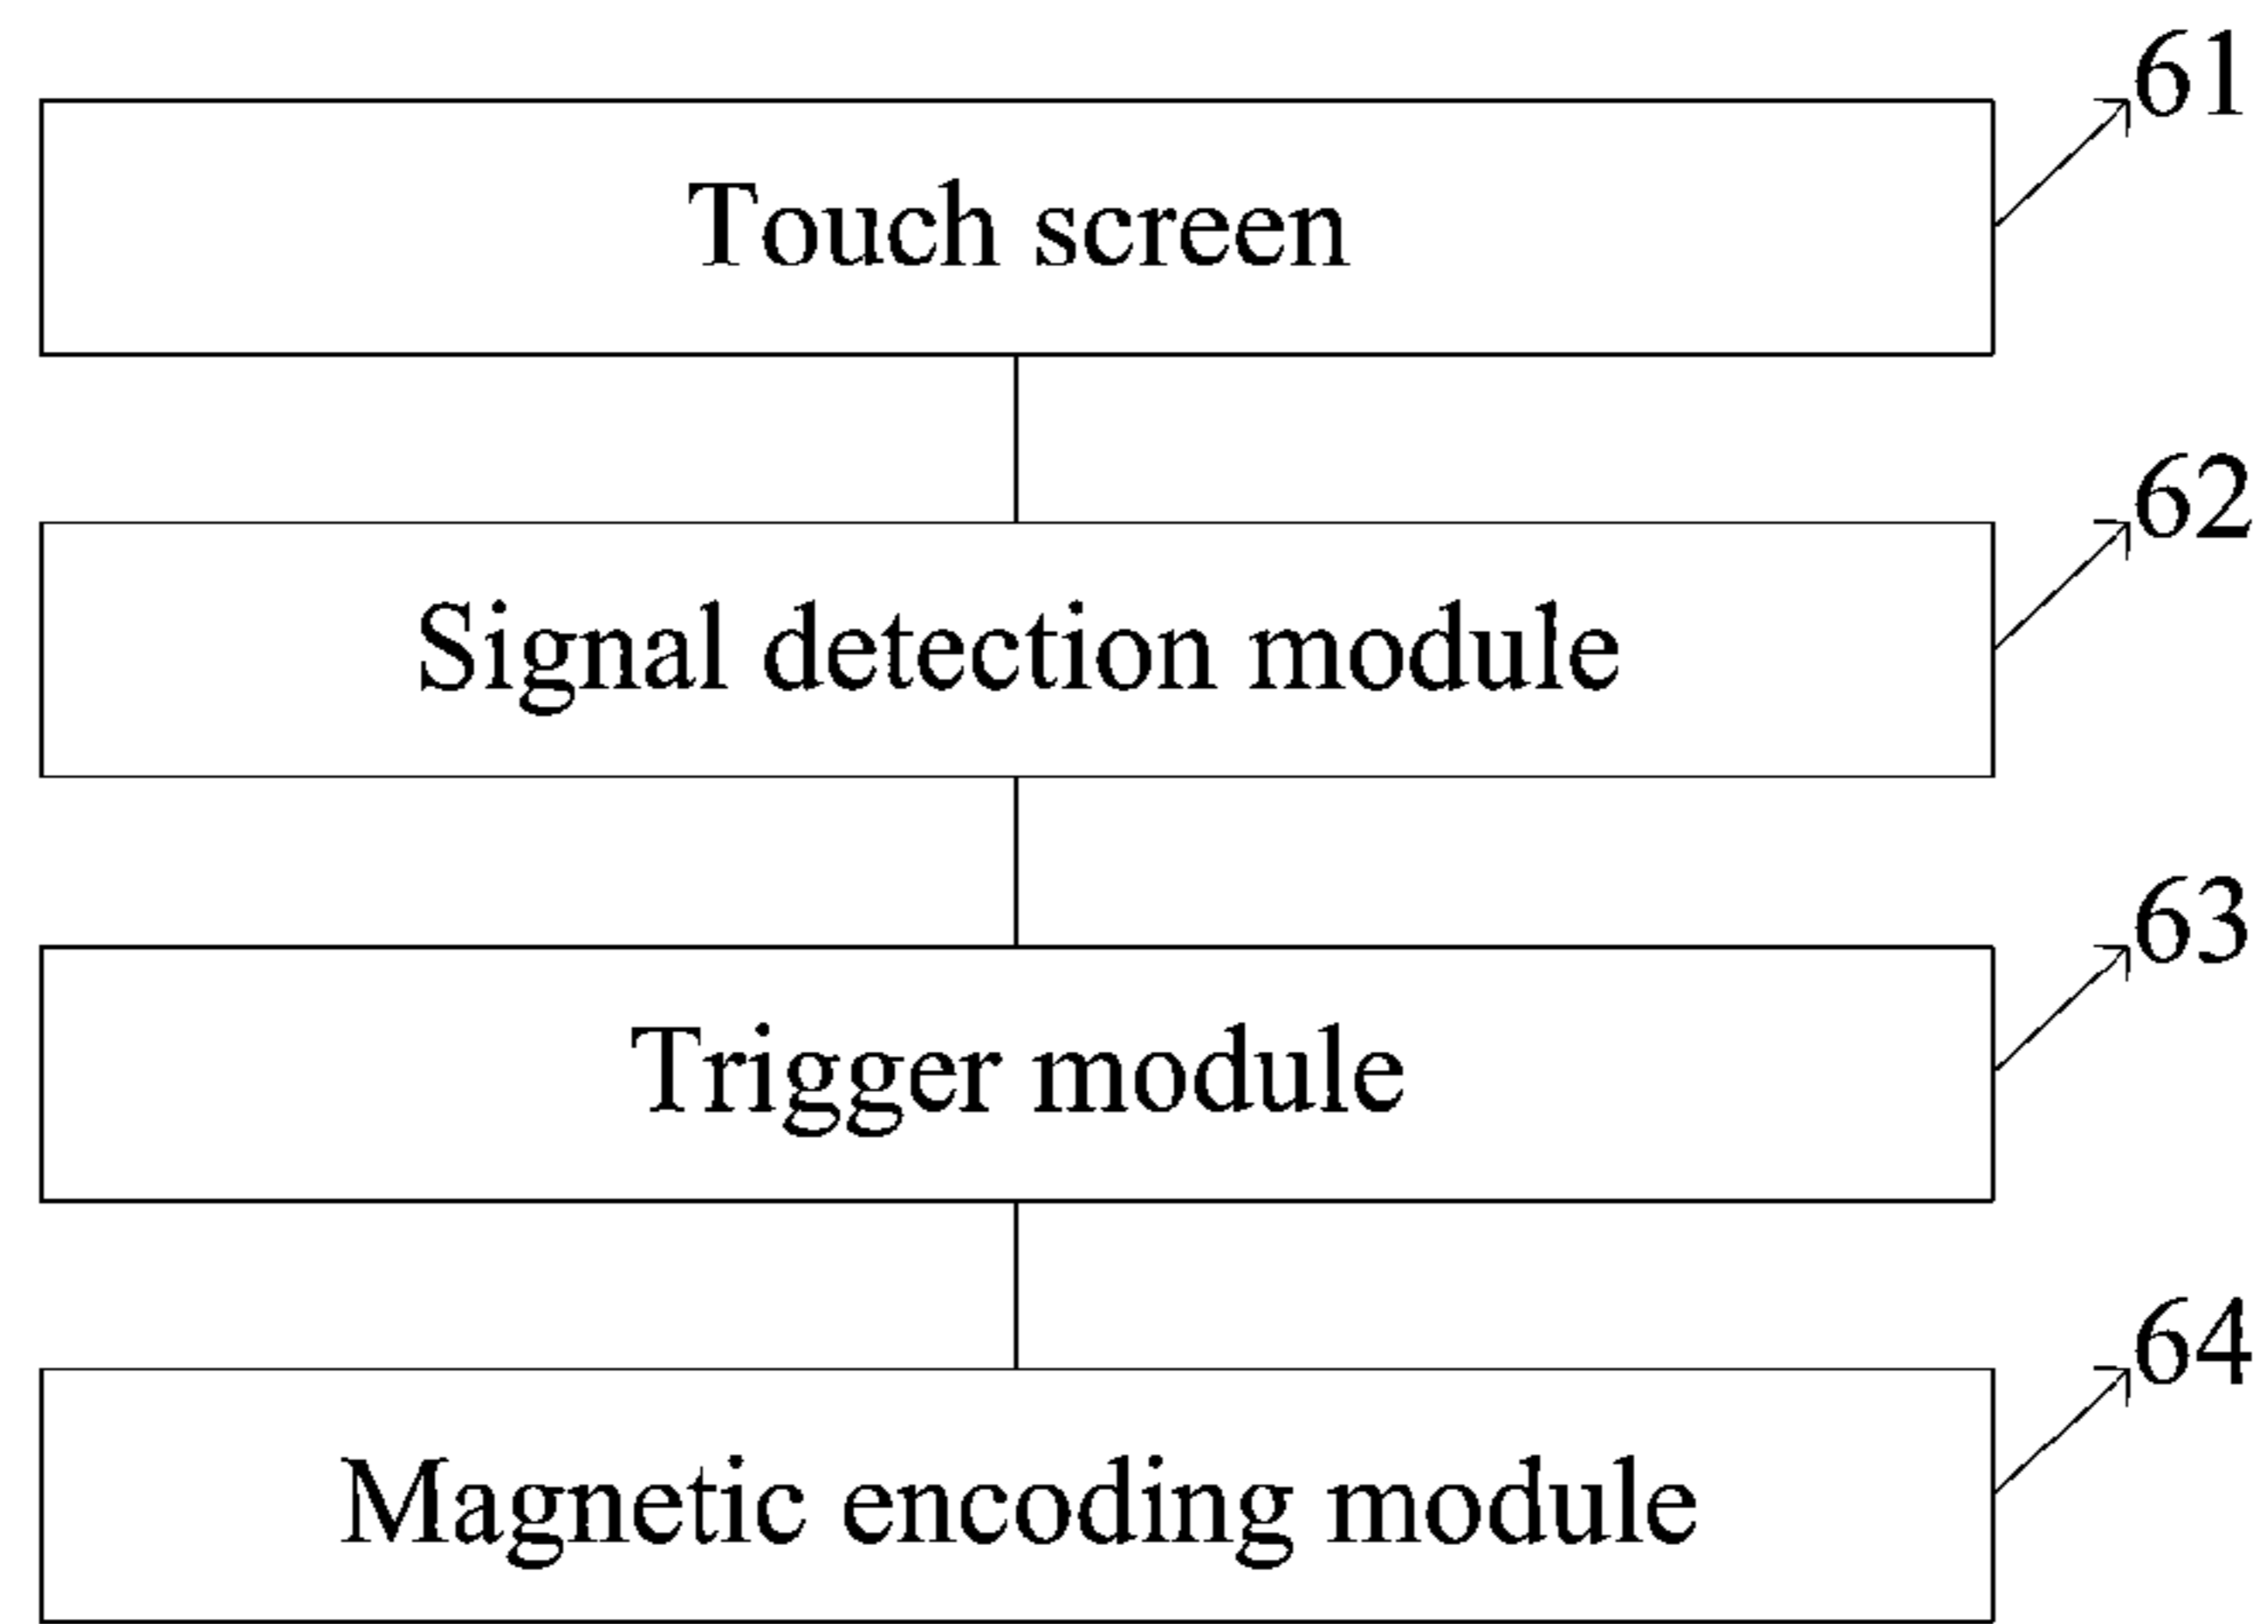 61
Touch screen
62
Signal detection module
63
Trigger module
64
Magnetic encoding module